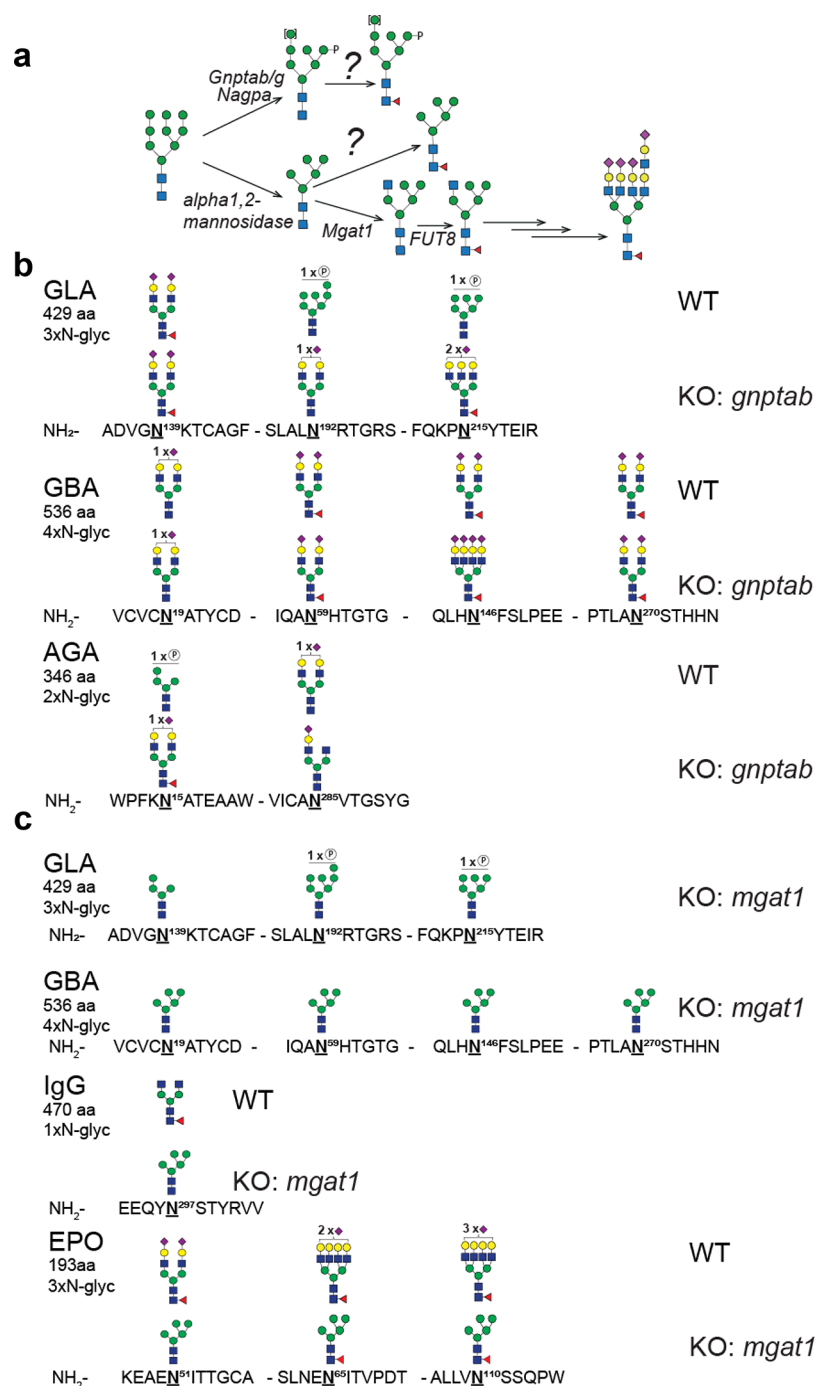 a
Gnptab/g
Nagpa
?
P
P
?
alpha1,2-
mannosidase
Mgat1
FUT8
b
GLA
429 aa
3xN-glyc
1 x P
1 x P
WT
1 x
2 x
KO: gnptab
NH2- ADVGN139KTCAGF - SLALN192RTGRS - FQKPN215YTEIR
GBA
536 aa
4xN-glyc
1 x
WT
1 x
KO: gnptab
NH2- VCVCN19ATYCD - IQAN59HTGTG - QLHN146FSLPEE - PTLAN270STHHN
AGA
346 aa
2xN-glyc
1 x P
1 x
WT
1 x
KO: gnptab
NH2- WPFKN15ATEAAW - VICAN285VTGSYG
c
GLA
429 aa
3xN-glyc
1 x P
1 x P
KO: mgat1
NH2- ADVGN139KTCAGF - SLALN192RTGRS - FQKPN215YTEIR
GBA
536 aa
4xN-glyc
KO: mgat1
NH2- VCVCN19ATYCD - IQAN59HTGTG - QLHN146FSLPEE - PTLAN270STHHN
IgG
470 aa
1xN-glyc
WT
KO: mgat1
NH2- EEQYN297STYRVV
EPO
193aa
3xN-glyc
2 x
3 x
WT
KO: mgat1
NH2- KEAEN51ITTGCA - SLNEN65ITVPDT - ALLVN110SSQPW